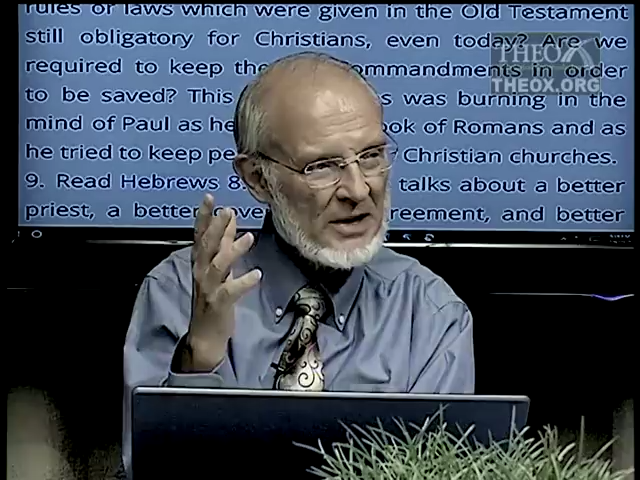 rules or laws which were given in the Old Testament
still obligatory for Christians, even today? Are we
required to keep the commandments in order
to be saved? This s was burning in the
mind of Paul as he ook of Romans and as
he tried to keep pe Christian churches.
9. Read Hebrews 8: talks about a better
priest, a better cove reement, and better
THEOX
THEOX.ORG